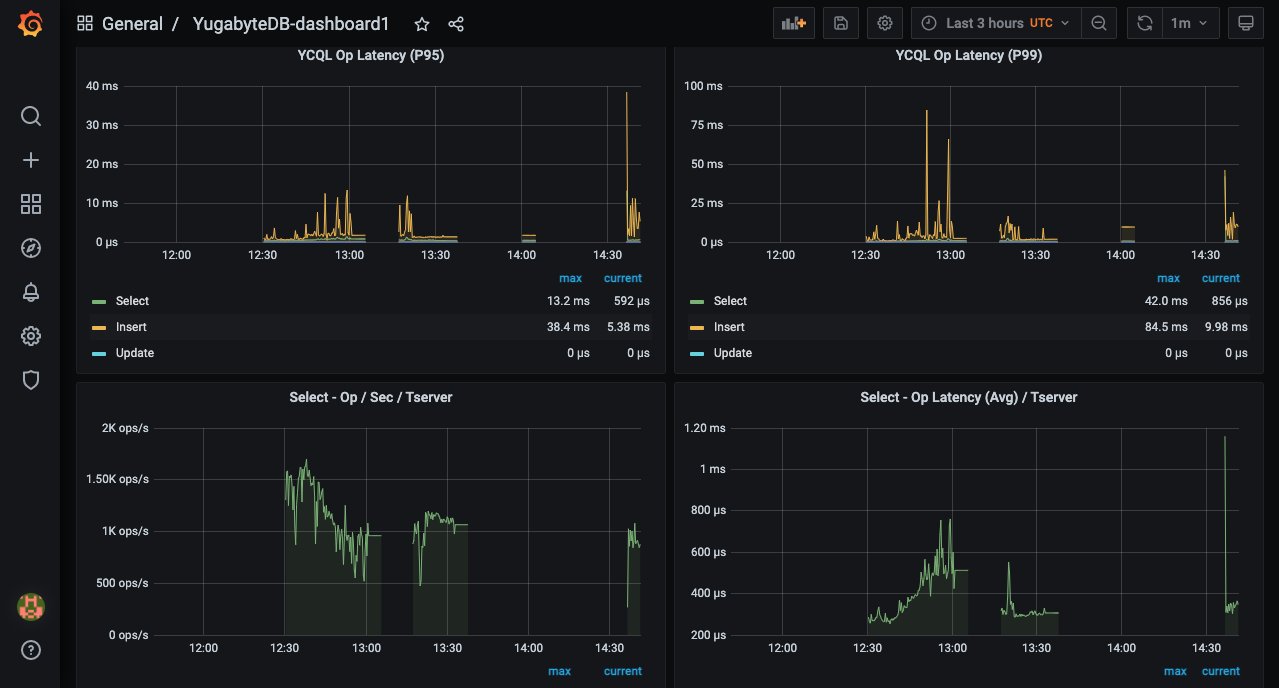 General / YugabyteDB-dashboard1
Last 3 hours UTC
1m
YCQL Op Latency (P95)
40 ms
30 ms
20 ms
10 ms
0 µs
12:00 12:30 13:00 13:30 14:00 14:30
max current
Select 13.2 ms 592 µs
Insert 38.4 ms 5.38 ms
Update 0 µs 0 µs
YCQL Op Latency (P99)
100 ms
75 ms
50 ms
25 ms
0 µs
12:00 12:30 13:00 13:30 14:00 14:30
max current
Select 42.0 ms 856 µs
Insert 84.5 ms 9.98 ms
Update 0 µs 0 µs
Select - Op / Sec / Tserver
2K ops/s
1.50K ops/s
1K ops/s
500 ops/s
0 ops/s
12:00 12:30 13:00 13:30 14:00 14:30
max current
Select - Op Latency (Avg) / Tserver
1.20 ms
1 ms
800 µs
600 µs
400 µs
200 µs
12:00 12:30 13:00 13:30 14:00 14:30
max current